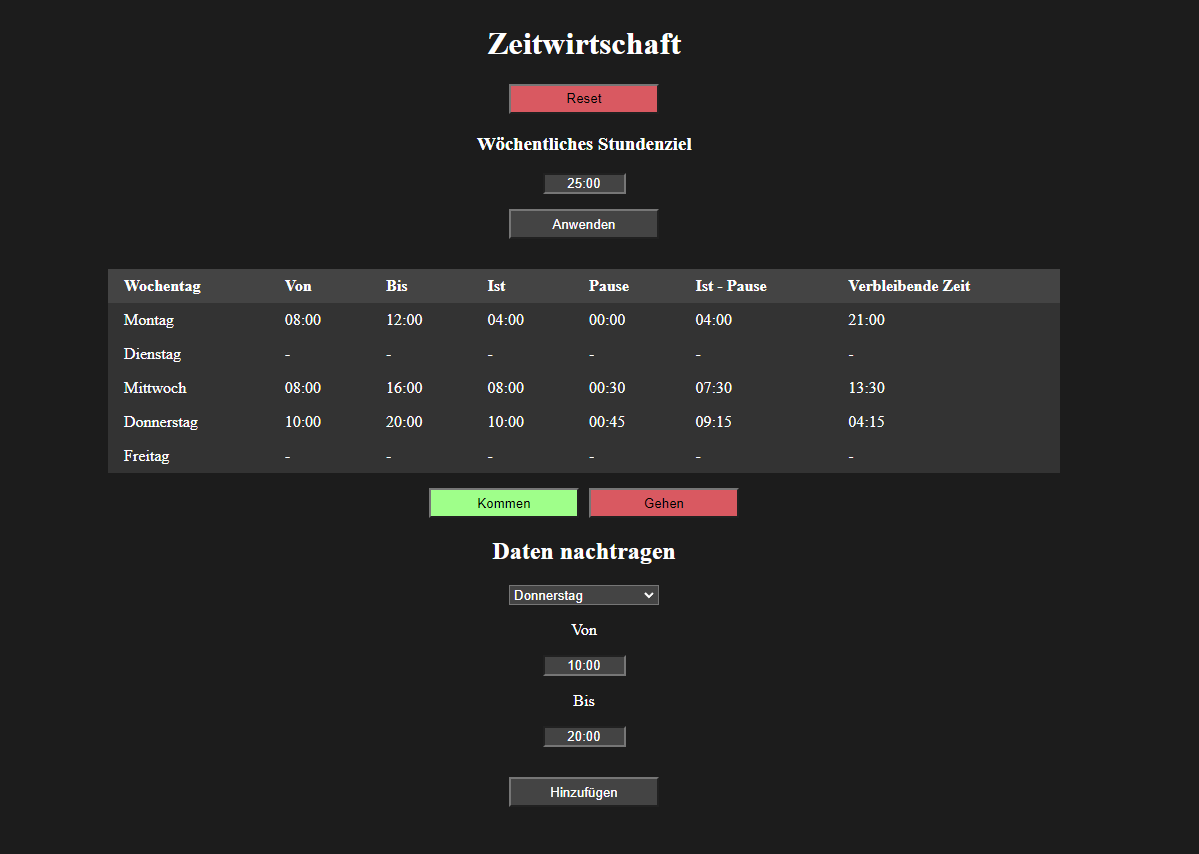 Zeitwirtschaft
Reset
Wöchentliches Stundenziel
25:00
Anwenden
Wochentag Von Bis Ist Pause Ist - Pause Verbleibende Zeit
Montag 08:00 12:00 04:00 00:00 04:00 21:00
Dienstag - - - - - -
Mittwoch 08:00 16:00 08:00 00:30 07:30 13:30
Donnerstag 10:00 20:00 10:00 00:45 09:15 04:15
Freitag - - - - - -
Kommen Gehen
Daten nachtragen
Donnerstag
Von
10:00
Bis
20:00
Hinzufügen